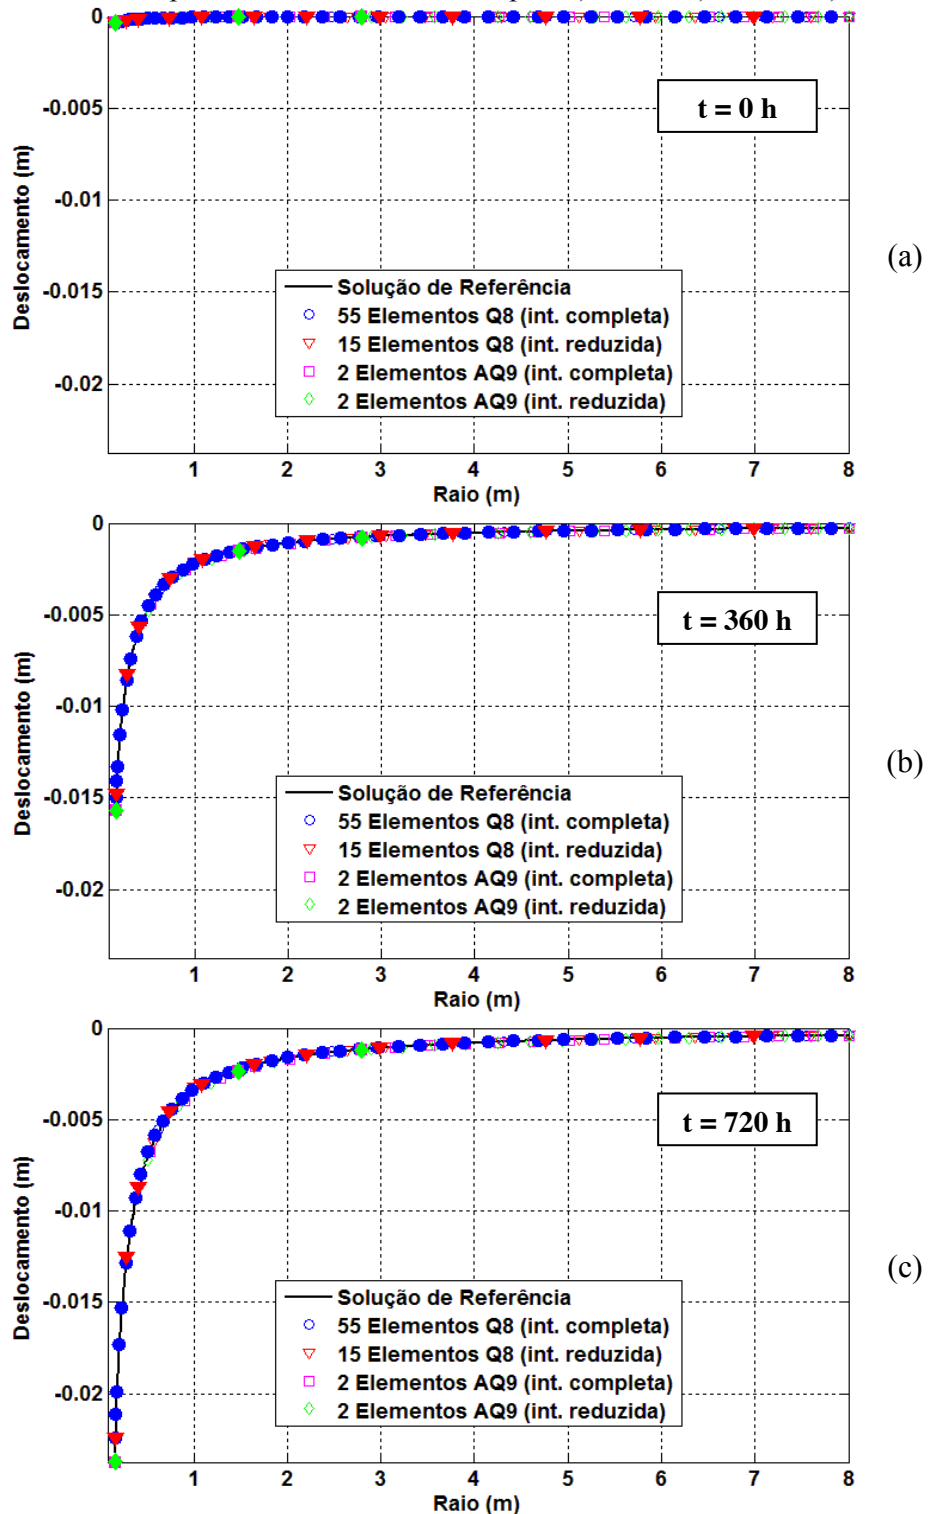 0
-0.005
-0.01
-0.015
-0.02
Deslocamento (m)
t = 0 h
(a)
Solução de Referência
55 Elementos Q8 (int. completa)
15 Elementos Q8 (int. reduzida)
2 Elementos AQ9 (int. completa)
2 Elementos AQ9 (int. reduzida)
1 2 3 4 5 6 7 8
Raio (m)
0
-0.005
-0.01
-0.015
-0.02
Deslocamento (m)
t = 360 h
(b)
Solução de Referência
55 Elementos Q8 (int. completa)
15 Elementos Q8 (int. reduzida)
2 Elementos AQ9 (int. completa)
2 Elementos AQ9 (int. reduzida)
1 2 3 4 5 6 7 8
Raio (m)
0
-0.005
-0.01
-0.015
-0.02
Deslocamento (m)
t = 720 h
(c)
Solução de Referência
55 Elementos Q8 (int. completa)
15 Elementos Q8 (int. reduzida)
2 Elementos AQ9 (int. completa)
2 Elementos AQ9 (int. reduzida)
1 2 3 4 5 6 7 8
Raio (m)